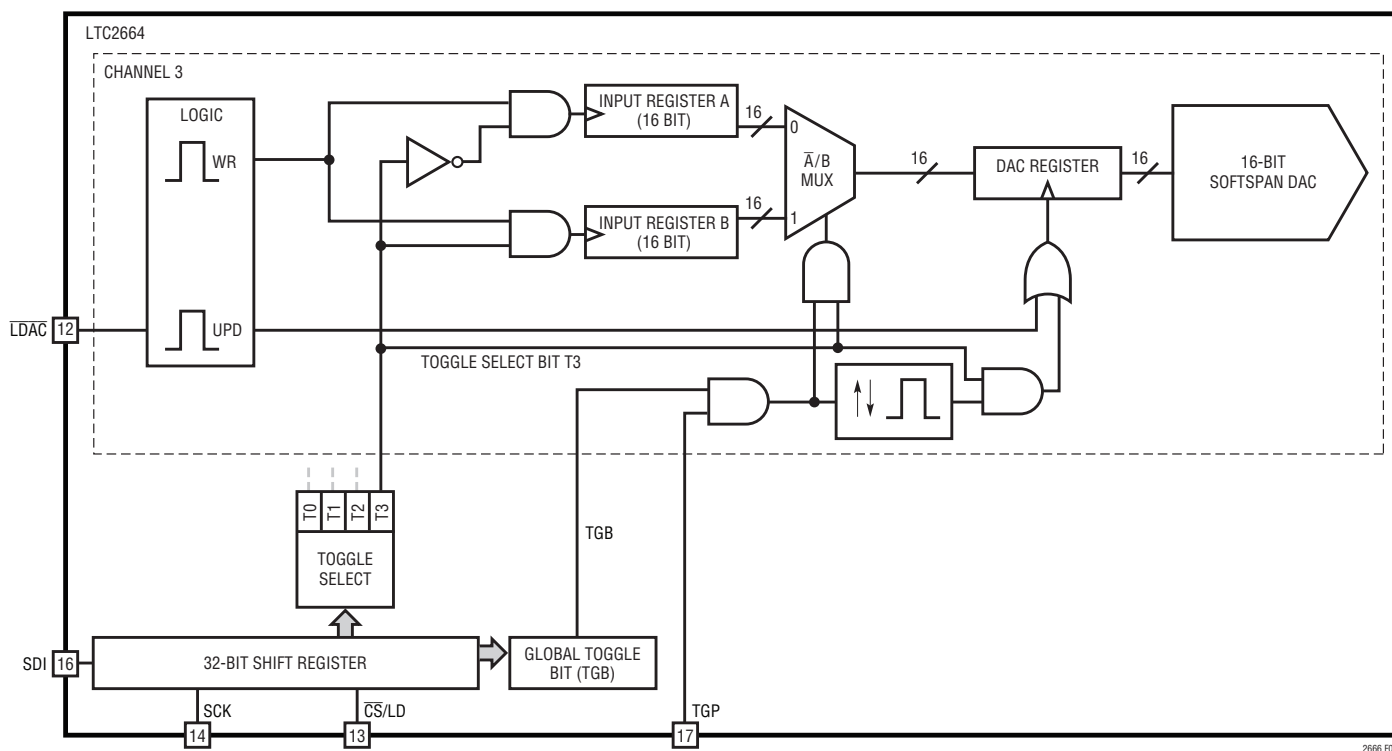 LTC2664
CHANNEL 3
LOGIC
WR
UPD
INPUT REGISTER A
(16 BIT)
16
0
INPUT REGISTER B
(16 BIT)
16
1
A̅/B
MUX
16
DAC REGISTER
16
16-BIT
SOFTSPAN DAC
L̅D̅A̅C̅
12
TOGGLE SELECT BIT T3
T0
T1
T2
T3
TOGGLE
SELECT
TGB
SDI
16
32-BIT SHIFT REGISTER
GLOBAL TOGGLE
BIT (TGB)
SCK
14
C̅S̅/LD
13
TGP
17